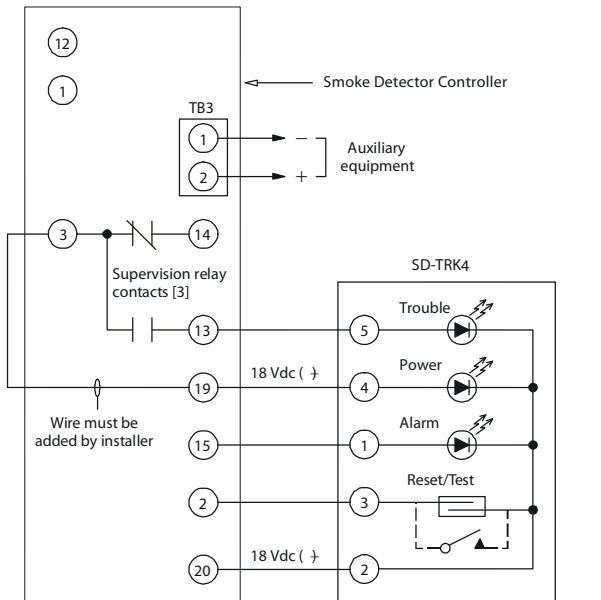 12
1
Smoke Detector Controller
TB3
1
−
2
+
Auxiliary
equipment
3
14
Supervision relay
contacts [3]
SD-TRK4
Trouble
13
5
Power
19
18 Vdc (+)
4
Wire must be
added by installer
Alarm
15
1
Reset/Test
2
3
20
18 Vdc (-)
2